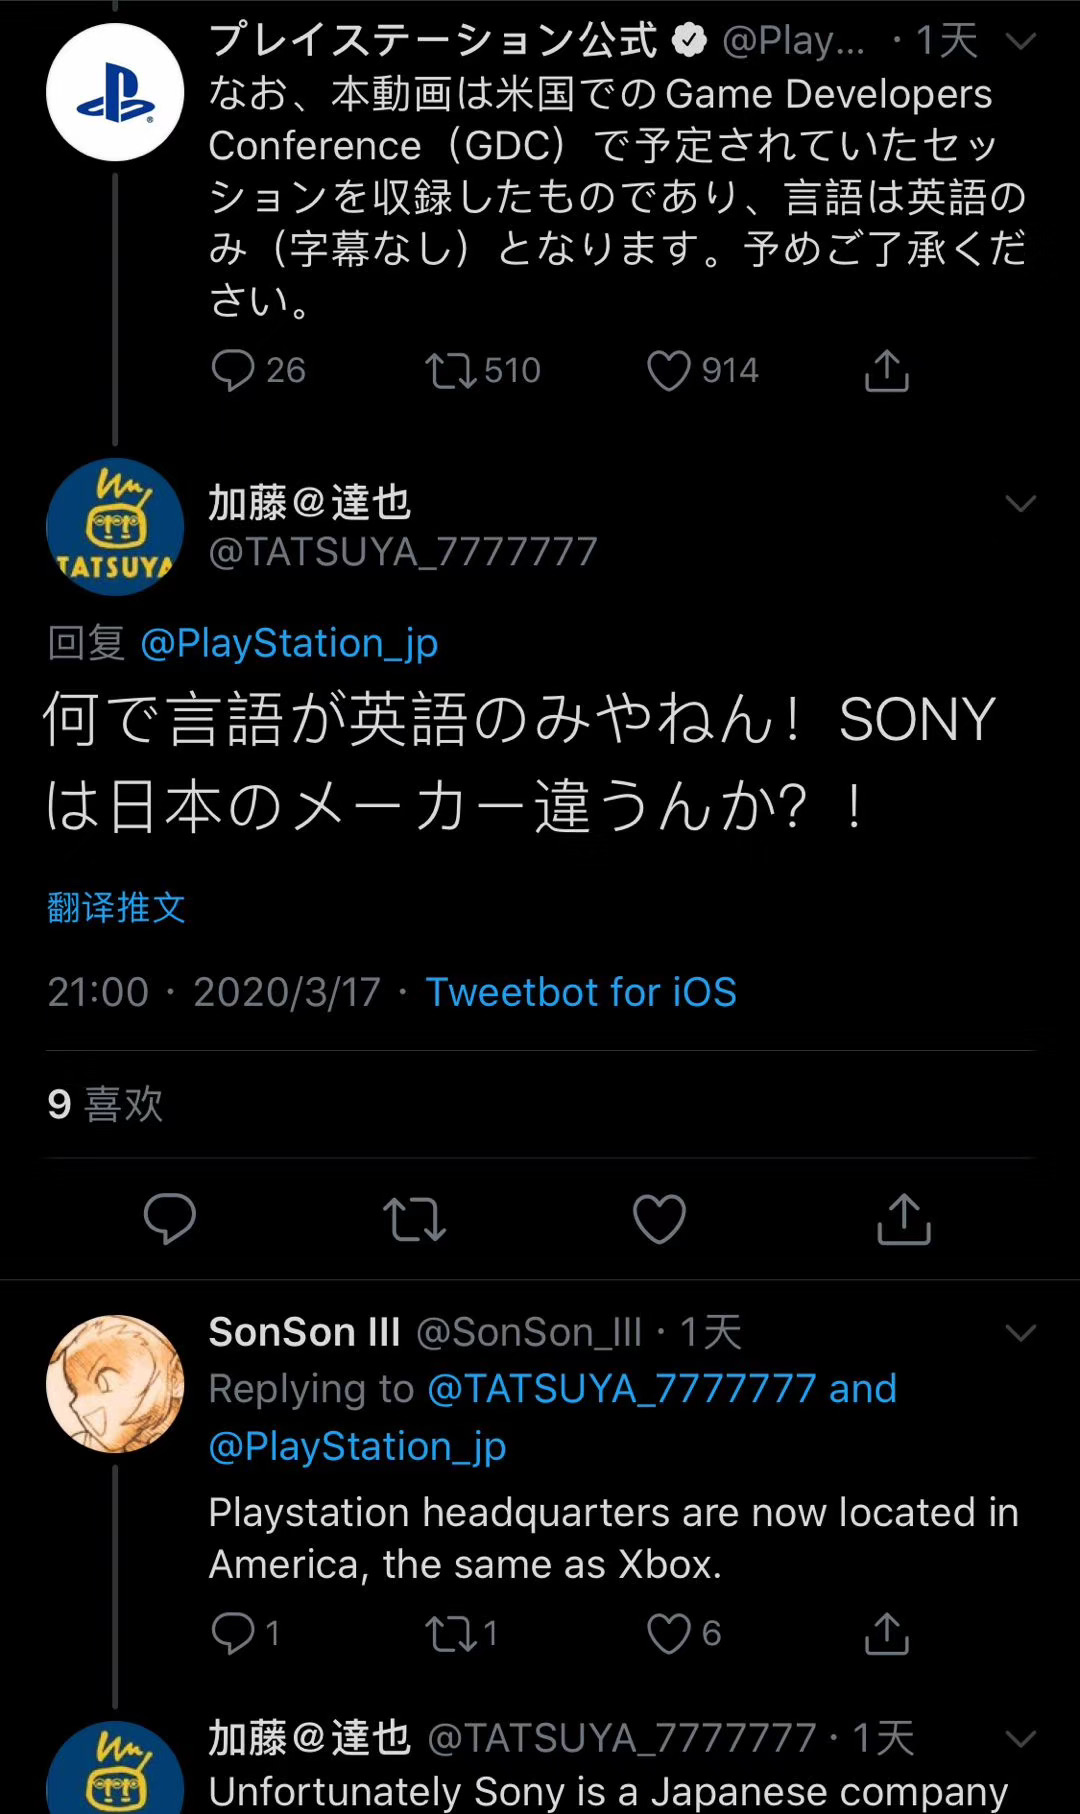 プレイステーション公式 @Play... · 1天
なお、本動画は米国でのGame Developers
Conference（GDC）で予定されていたセッ
ションを収録したものであり、言語は英語の
み（字幕なし）となります。予めご了承くだ
さい。
26 510 914
加藤@達也
@TATSUYA_7777777
TATSUYA
回复 @PlayStation_jp
何で言語が英語のみやねん！SONY
は日本のメーカー違うんか？！
翻译推文
21:00 · 2020/3/17 · Tweetbot for iOS
9 喜欢
SonSon III @SonSon_III · 1天
Replying to @TATSUYA_7777777 and
@PlayStation_jp
Playstation headquarters are now located in
America, the same as Xbox.
1 1 6
加藤@達也 @TATSUYA_7777777 · 1天
Unfortunately Sony is a Japanese company